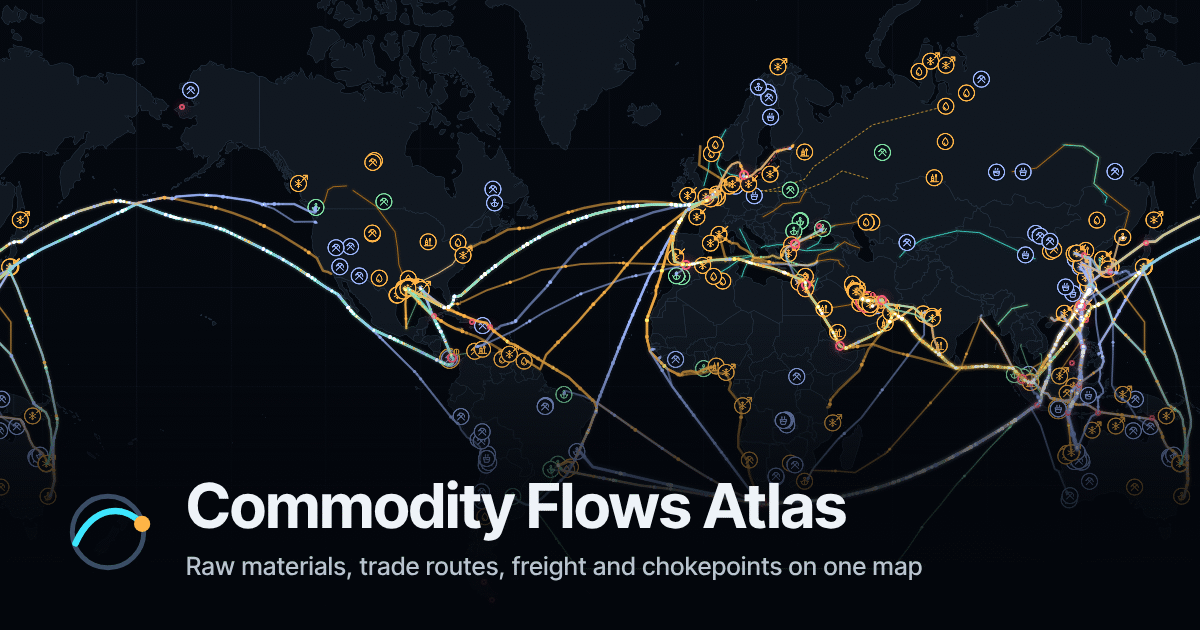 Commodity Flows Atlas
Raw materials, trade routes, freight and chokepoints on one map